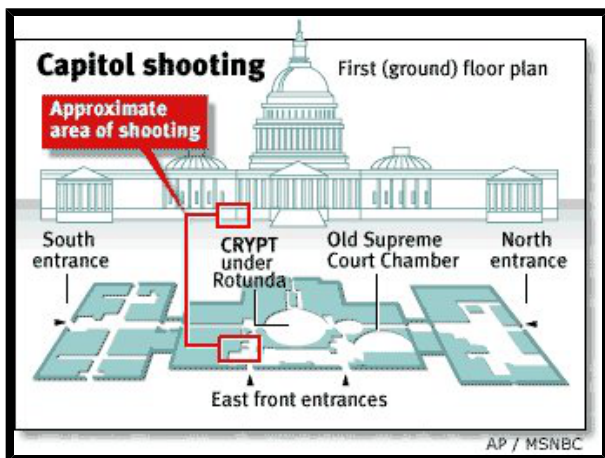 Capitol shooting
First (ground) floor plan
Approximate
area of shooting
South
entrance
CRYPT
under
Rotunda
Old Supreme
Court Chamber
North
entrance
East front entrances
AP / MSNBC